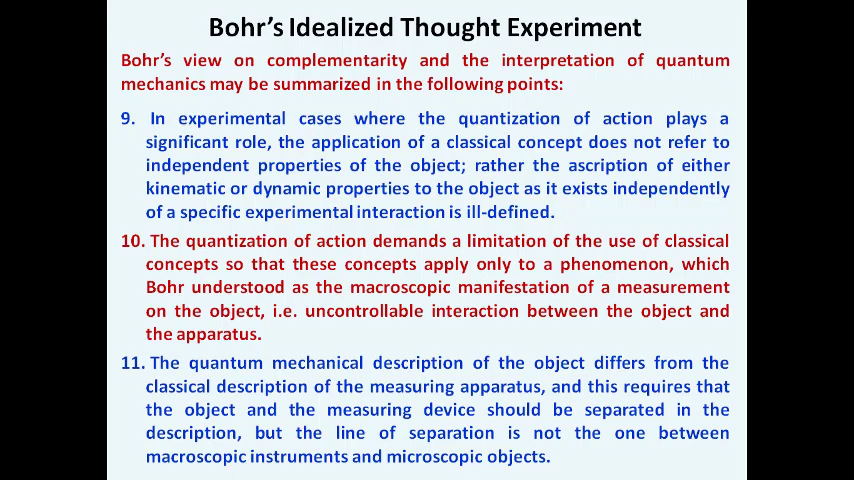 Bohr's Idealized Thought Experiment
Bohr's view on complementarity and the interpretation of quantum
mechanics may be summarized in the following points:
9. In experimental cases where the quantization of action plays a
significant role, the application of a classical concept does not refer to
independent properties of the object; rather the ascription of either
kinematic or dynamic properties to the object as it exists independently
of a specific experimental interaction is ill-defined.
10. The quantization of action demands a limitation of the use of classical
concepts so that these concepts apply only to a phenomenon, which
Bohr understood as the macroscopic manifestation of a measurement
on the object, i.e. uncontrollable interaction between the object and
the apparatus.
11. The quantum mechanical description of the object differs from the
classical description of the measuring apparatus, and this requires that
the object and the measuring device should be separated in the
description, but the line of separation is not the one between
macroscopic instruments and microscopic objects.